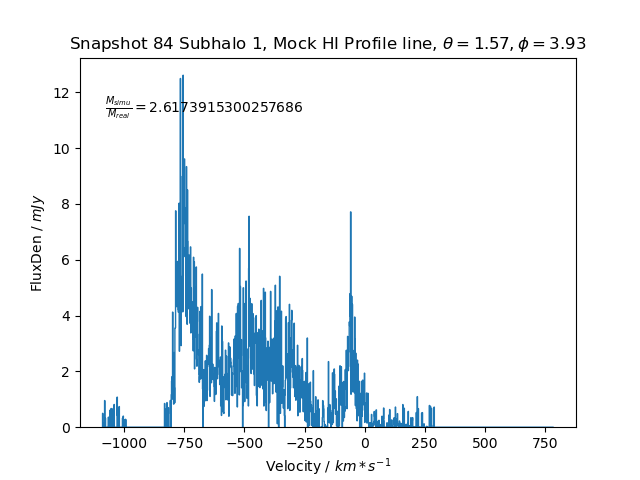 Snapshot 84 Subhalo 1, Mock HI Profile line, θ = 1.57, ϕ = 3.93
M_simu/M_real = 2.6173915300257686
FluxDen / mJy
12
10
8
6
4
2
0
−1000 −750 −500 −250 0 250 500 750
Velocity / km * s⁻¹